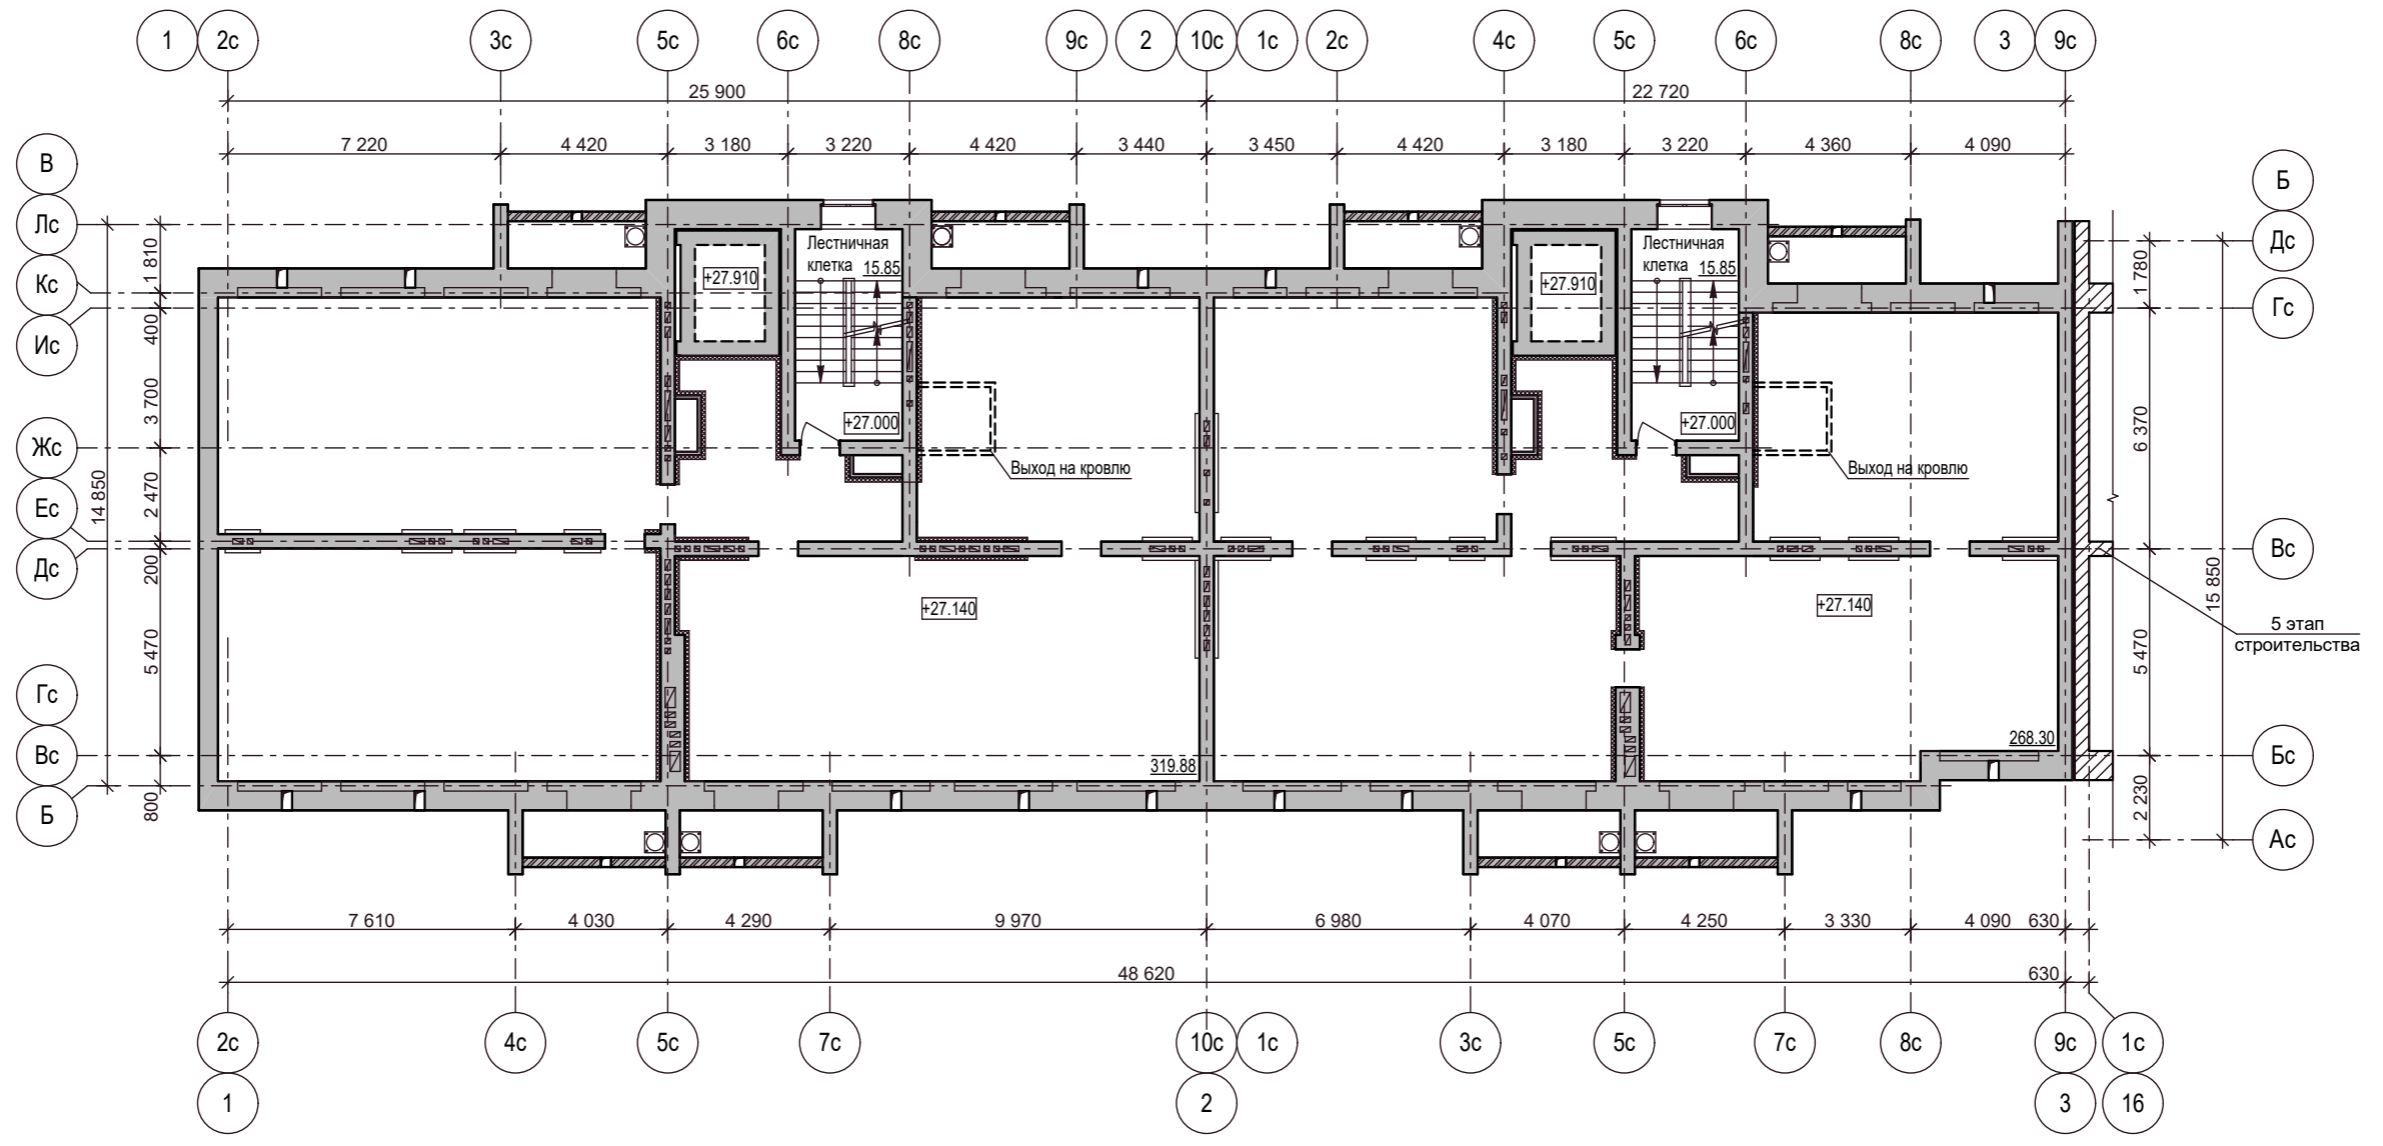 1 2с 3с 5с 6с 8с 9с 2 10с 1с 2с 4с 5с 6с 8с 3 9с
25 900 22 720
7 220 4 420 3 180 3 220 4 420 3 440 3 450 4 420 3 180 3 220 4 360 4 090
В
Лс
Кс
Ис
Жс
Ес
Дс
Гс
Вс
Б
14 850
1 810
400
3 700
2 470
200
5 470
800
Лестничная
клетка 15.85
+27.910
+27.000
Выход на кровлю
+27.140
319.88
Лестничная
клетка 15.85
+27.910
+27.000
Выход на кровлю
+27.140
268.30
Б
Дс
Гс
Вс
Бс
Ас
1 780
6 370
5 470
2 230
15 850
5 этап
строительства
7 610 4 030 4 290 9 970 6 980 4 070 4 250 3 330 4 090 630
48 620 630
2с 4с 5с 7с 10с 1с 3с 5с 7с 8с 9с 1с
1 2 3 16